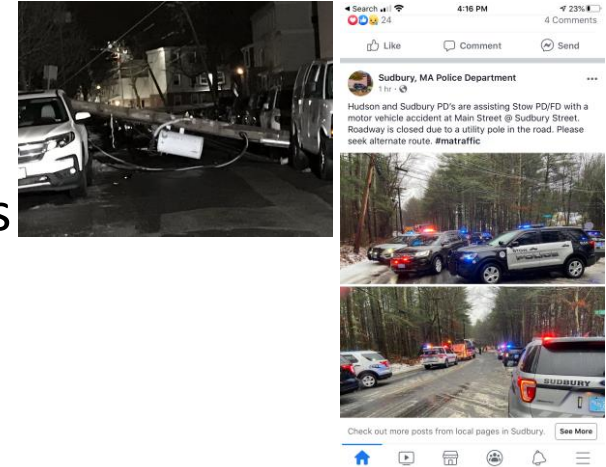 s
Search
4:16 PM
23%
24
4 Comments
Like
Comment
Send
Sudbury, MA Police Department
1 hr
Hudson and Sudbury PD's are assisting Stow PD/FD with a
motor vehicle accident at Main Street @ Sudbury Street.
Roadway is closed due to a utility pole in the road. Please
seek alternate route. #matraffic
POLICE
SUDBURY
Check out more posts from local pages in Sudbury.
See More